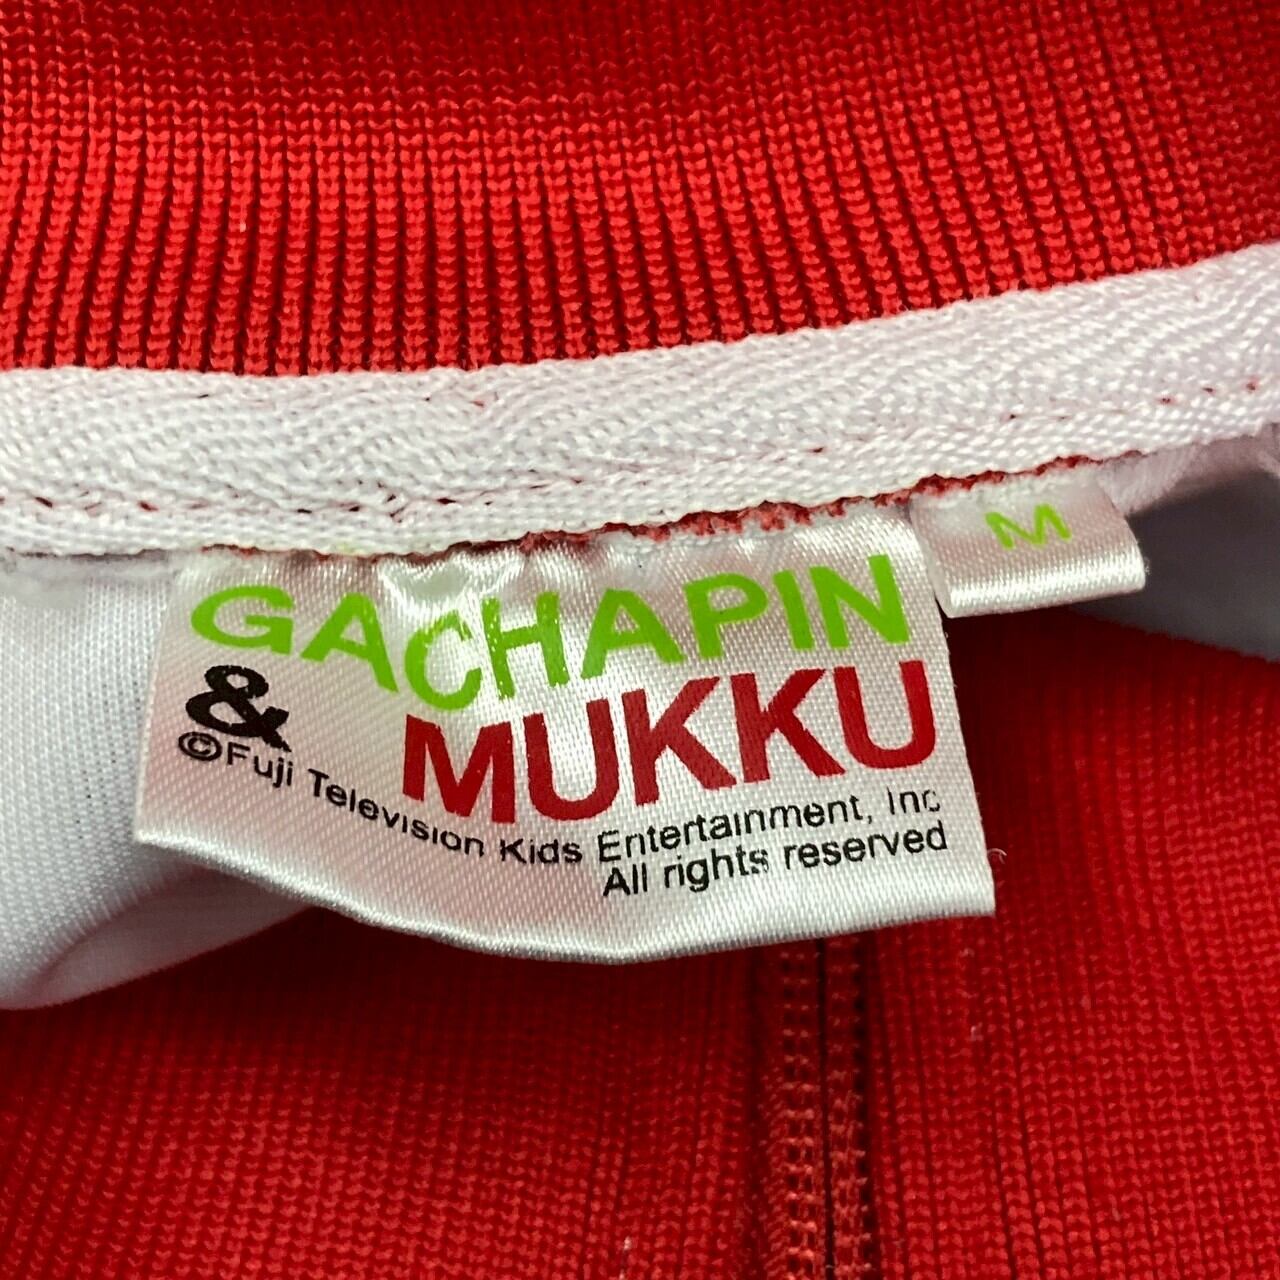 GACHAPIN
& MUKKU
©Fuji Television Kids Entertainment, Inc
All rights reserved
M